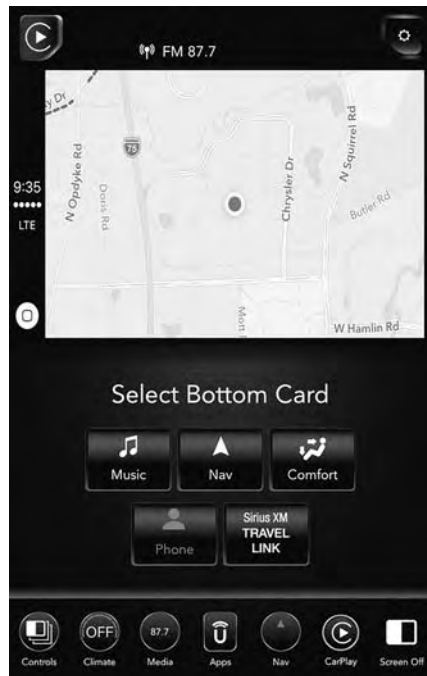 FM 87.7
y Dr
N Opdyke Rd
Doris Rd
75
Chrysler Dr
N Squirrel Rd
Butler Rd
9:35
LTE
W Hamlin Rd
Select Bottom Card
Music
Nav
Comfort
Phone
Sirius XM
TRAVEL
LINK
OFF
87.7
Controls
Climate
Media
Apps
Nav
CarPlay
Screen Off